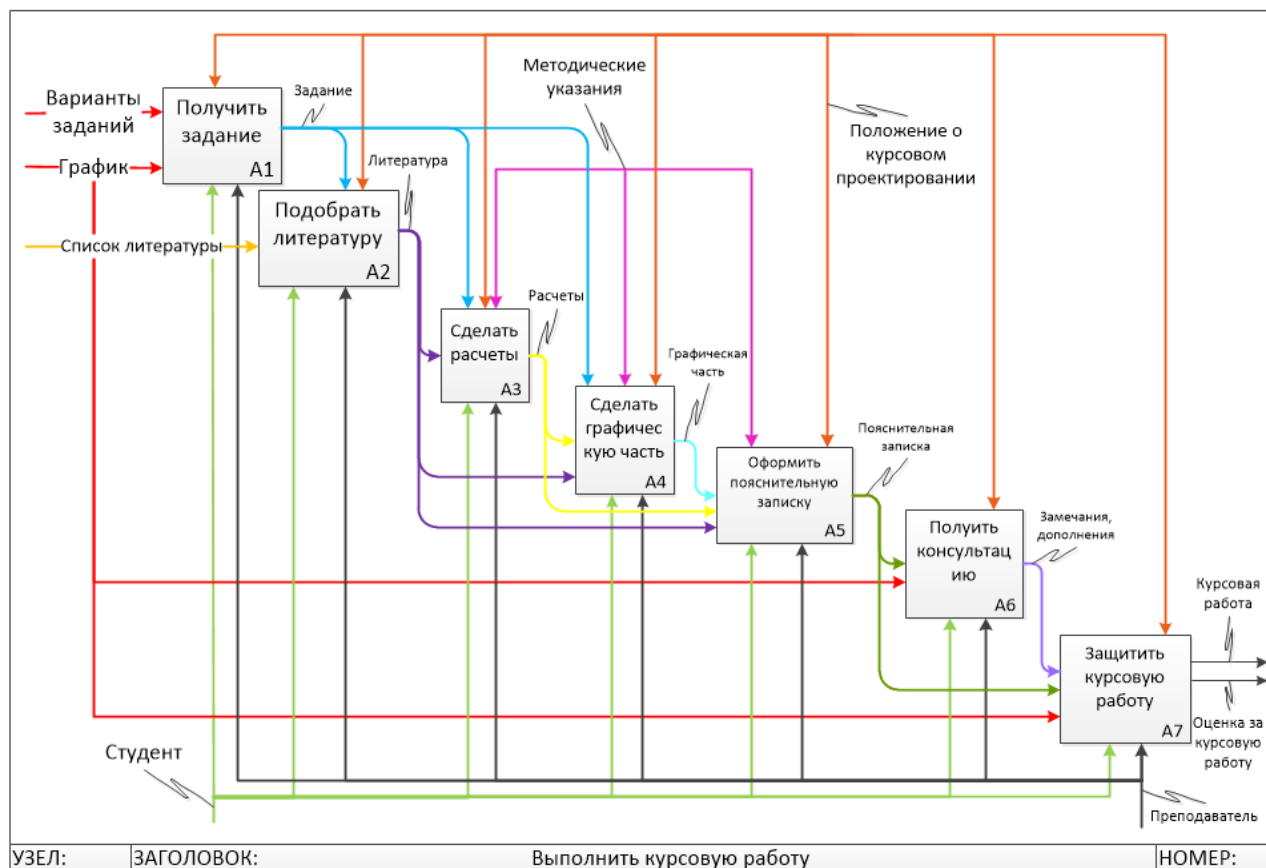 Варианты
заданий
График
Список литературы
Получить
задание
A1
Задание
Подобрать
литературу
A2
Литература
Методические
указания
Положение о
курсовом
проектировании
Сделать
расчеты
A3
Расчеты
Сделать
графичес
кую часть
A4
Графическая
часть
Оформить
пояснительную
записку
A5
Пояснительная
записка
Полуить
консультац
ию
A6
Замечания,
дополнения
Защитить
курсовую
работу
A7
Курсовая
работа
Оценка за
курсовую
работу
Студент
Преподаватель
УЗЕЛ: ЗАГОЛОВОК: Выполнить курсовую работу НОМЕР: